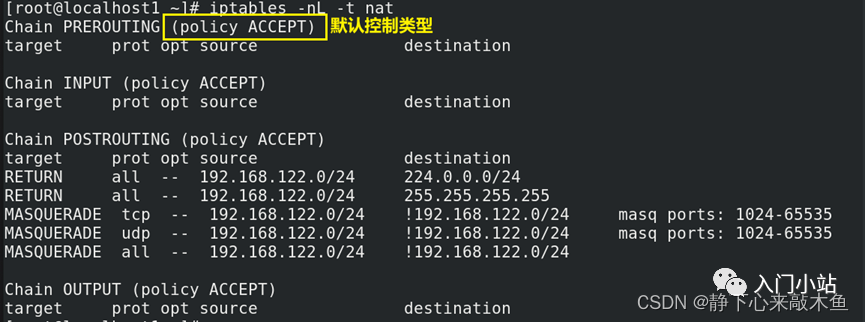 [root@localhost1 ~]# iptables -nL -t nat
Chain PREROUTING (policy ACCEPT) 默认控制类型
target prot opt source destination
Chain INPUT (policy ACCEPT)
target prot opt source destination
Chain POSTROUTING (policy ACCEPT)
target prot opt source destination
RETURN all -- 192.168.122.0/24 224.0.0.0/24
RETURN all -- 192.168.122.0/24 255.255.255.255
MASQUERADE tcp -- 192.168.122.0/24 !192.168.122.0/24 masq ports: 1024-65535
MASQUERADE udp -- 192.168.122.0/24 !192.168.122.0/24 masq ports: 1024-65535
MASQUERADE all -- 192.168.122.0/24 !192.168.122.0/24
Chain OUTPUT (policy ACCEPT)
target prot opt source destination
入门小站
CSDN @静下心来敲木鱼